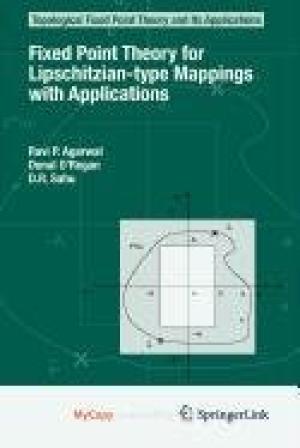 Topological Fixed Point Theory and Its Applications
Fixed Point Theory for
Lipschitzian-type Mappings
with Applications
Ravi P. Agarwal
Donal O'Regan
D.R. Sahu
MyCopy
SpringerLink